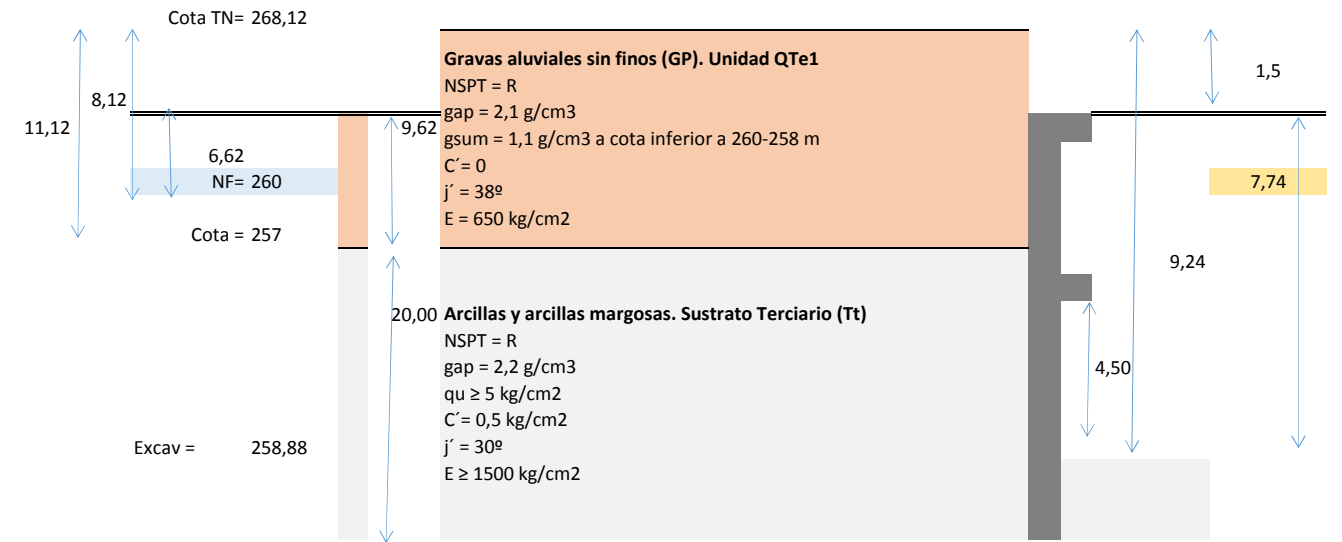 Cota TN= 268,12
Gravas aluviales sin finos (GP). Unidad QTe1
NSPT = R
1,5
8,12
gap = 2,1 g/cm3
11,12
9,62
gsum = 1,1 g/cm3 a cota inferior a 260-258 m
6,62
C´= 0
NF= 260
j´ = 38º
7,74
E = 650 kg/cm2
Cota = 257
9,24
20,00
Arcillas y arcillas margosas. Sustrato Terciario (Tt)
NSPT = R
gap = 2,2 g/cm3
4,50
qu ≥ 5 kg/cm2
C´= 0,5 kg/cm2
Excav = 258,88
j´ = 30º
E ≥ 1500 kg/cm2